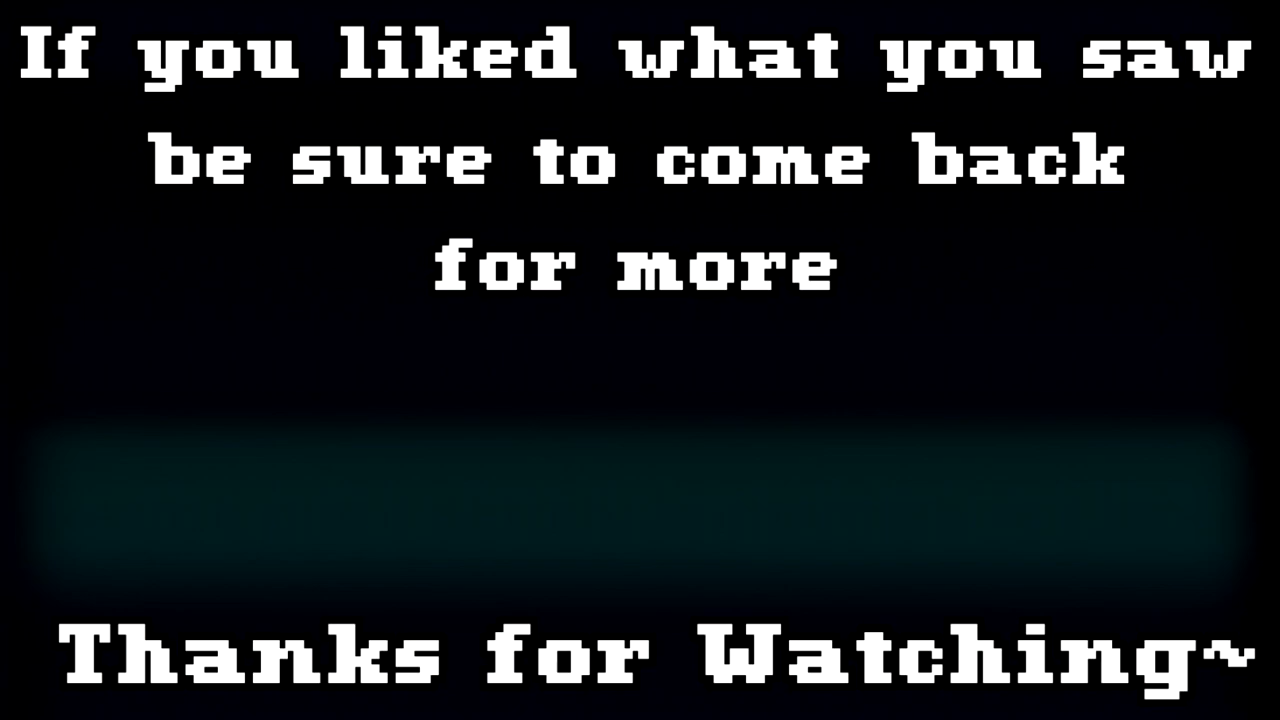 If you liked what you saw
be sure to come back
for more
Thanks for Watching~